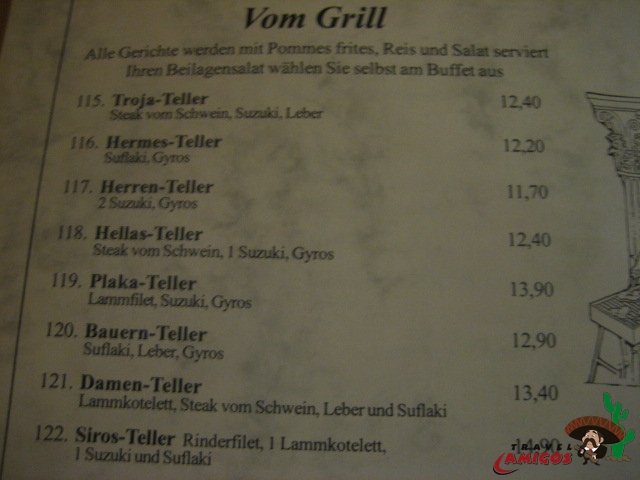 Vom Grill
Alle Gerichte werden mit Pommes frites, Reis und Salat serviert
Ihren Beilagensalat wählen Sie selbst am Buffet aus
115. Troja-Teller 12,40
Steak vom Schwein, Suzuki, Leber
116. Hermes-Teller 12,20
Suflaki, Gyros
117. Herren-Teller 11,70
2 Suzuki, Gyros
118. Hellas-Teller 12,40
Steak vom Schwein, 1 Suzuki, Gyros
119. Plaka-Teller 13,90
Lammfilet, Suzuki, Gyros
120. Bauern-Teller 12,90
Suflaki, Leber, Gyros
121. Damen-Teller 13,40
Lammkotelett, Steak vom Schwein, Leber und Suflaki
122. Siros-Teller Rinderfilet, 1 Lammkotelett,
1 Suzuki und Suflaki
TRAVEL
AMIGOS